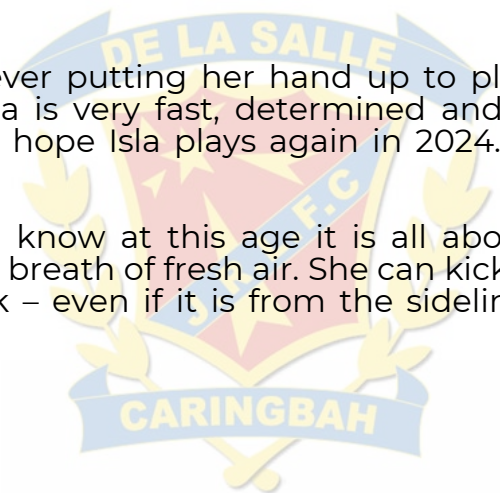 DE LA SALLE
ever putting her hand up to pl
a is very fast, determined and
hope Isla plays again in 2024.
know at this age it is all abo
breath of fresh air. She can kick
k – even if it is from the sidelin
J.R.L.F.C
CARINGBAH